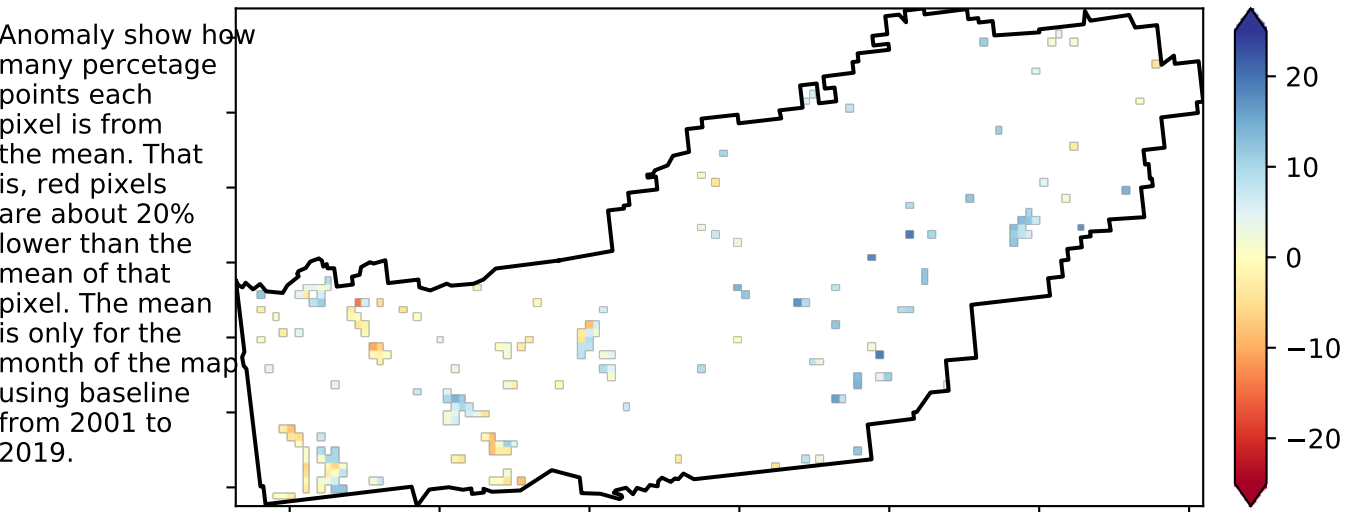 Anomaly show how
many percetage
points each
pixel is from
the mean. That
is, red pixels
are about 20%
lower than the
mean of that
pixel. The mean
is only for the
month of the map
using baseline
from 2001 to
2019.
20
10
0
−10
−20